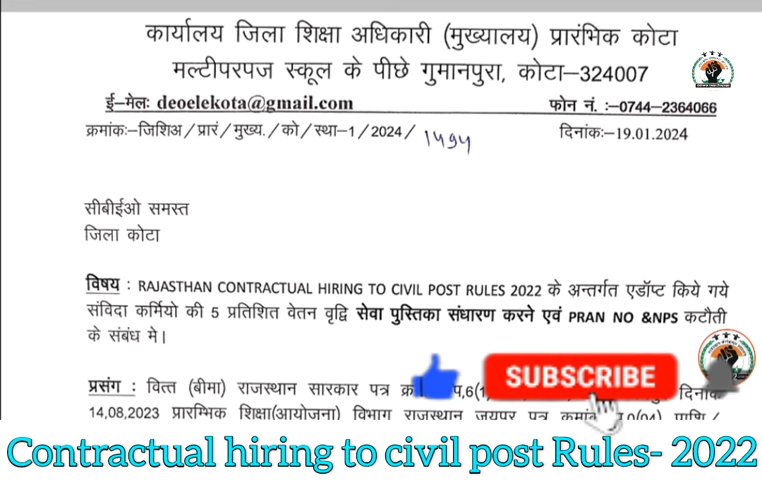 कार्यालय जिला शिक्षा अधिकारी (मुख्यालय) प्रारंभिक कोटा
मल्टीपरपज स्कूल के पीछे गुमानपुरा, कोटा–324007
ई–मेलः deoelekota@gmail.com फोन नं. :–0744–2364066
क्रमांकः–जिशिअ/प्रारं/मुख्य./को/स्था–1/2024/ दिनांकः–19.01.2024
सीबीईओ समस्त
जिला कोटा
विषय : RAJASTHAN CONTRACTUAL HIRING TO CIVIL POST RULES 2022 के अन्तर्गत एडॉप्ट किये गये
संविदा कर्मियो की 5 प्रतिशित वेतन वृद्वि सेवा पुस्तिका संधारण करने एवं PRAN NO &NPS कटौती
के संबंध मे।
प्रसंग : वित्त (बीमा) राजस्थान सारकार पत्र दिनांक
SUBSCRIBE
14,08,2023 प्रारम्भिक शिक्षा(आयोजना) विभाग राजस्थान जयपुर पत्र
Contractual hiring to civil post Rules- 2022